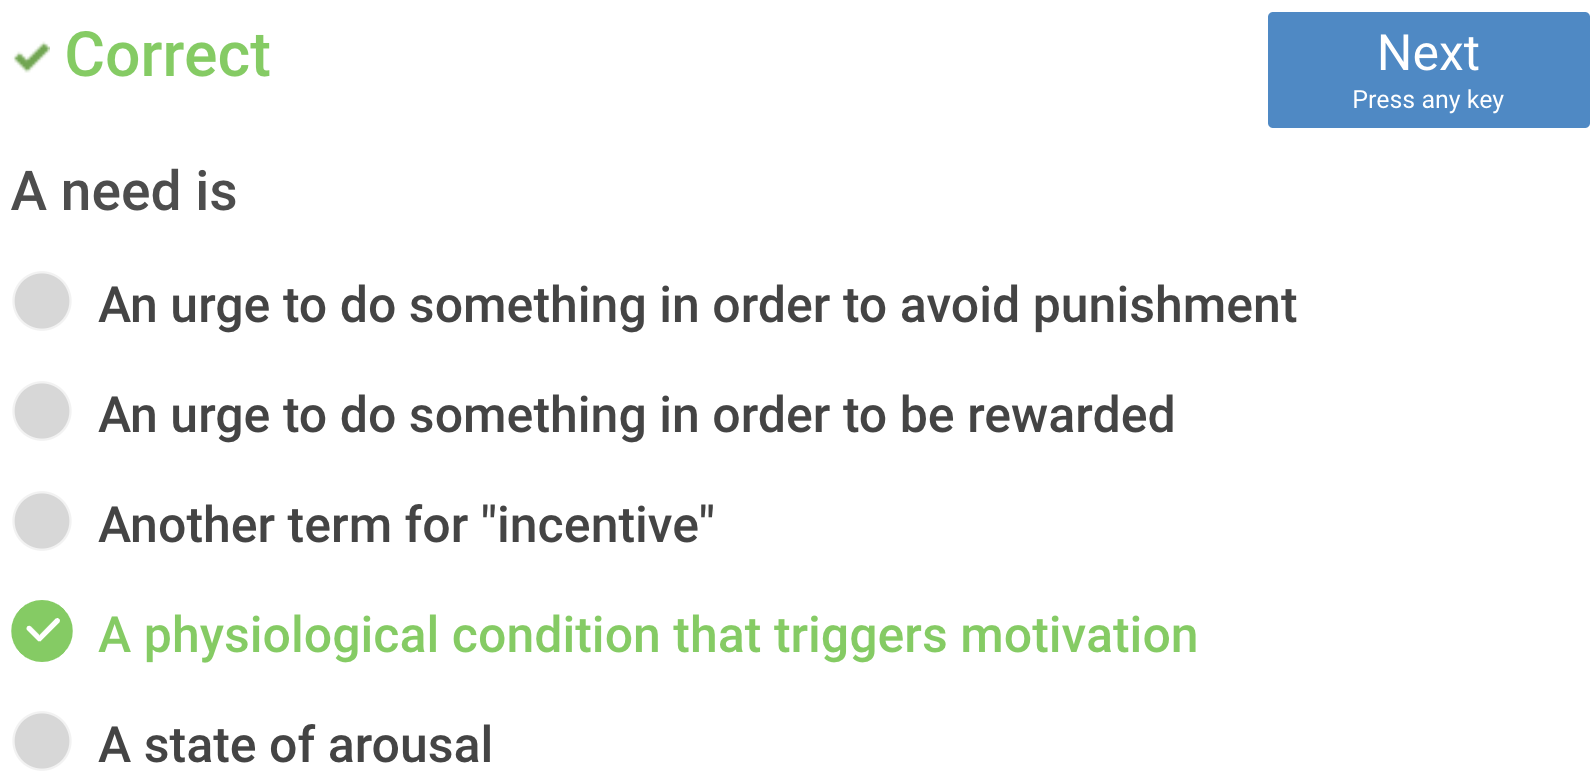 Correct
Next
Press any key
A need is
An urge to do something in order to avoid punishment
An urge to do something in order to be rewarded
Another term for "incentive"
A physiological condition that triggers motivation
A state of arousal